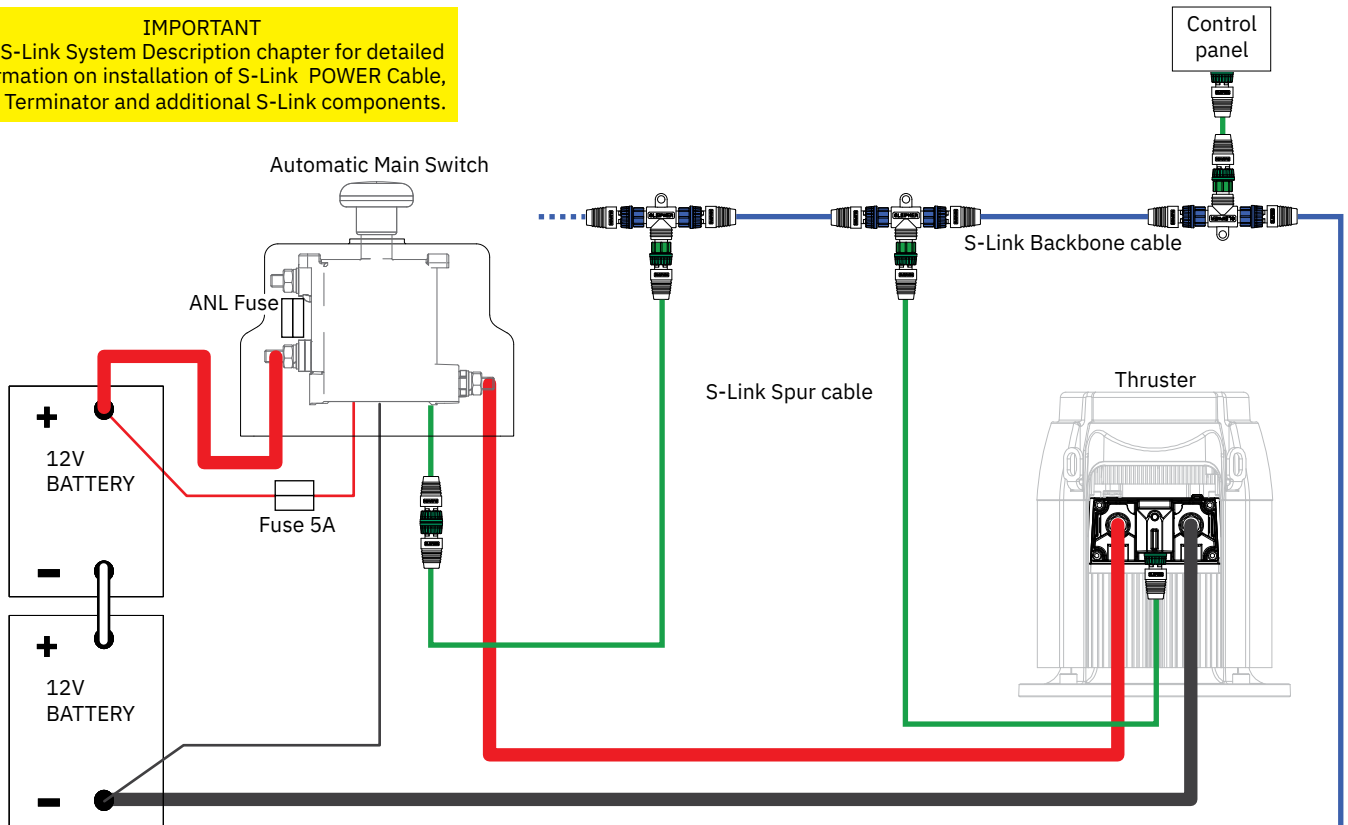 IMPORTANT
S-Link System Description chapter for detailed
rmation on installation of S-Link POWER Cable,
Terminator and additional S-Link components.
Control
panel
Automatic Main Switch
S-Link Backbone cable
ANL Fuse
S-Link Spur cable
Thruster
+
12V
BATTERY
Fuse 5A
-
+
12V
BATTERY
-